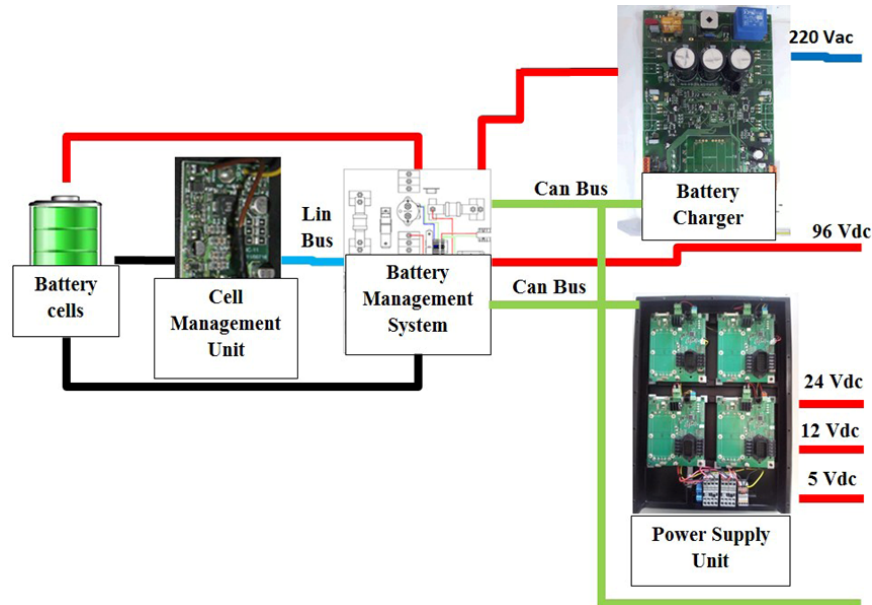 220 Vac
Can Bus
Battery
Charger
Lin
Bus
96 Vdc
Battery
cells
Cell
Management
Unit
Battery
Management
System
Can Bus
24 Vdc
12 Vdc
5 Vdc
Power Supply
Unit